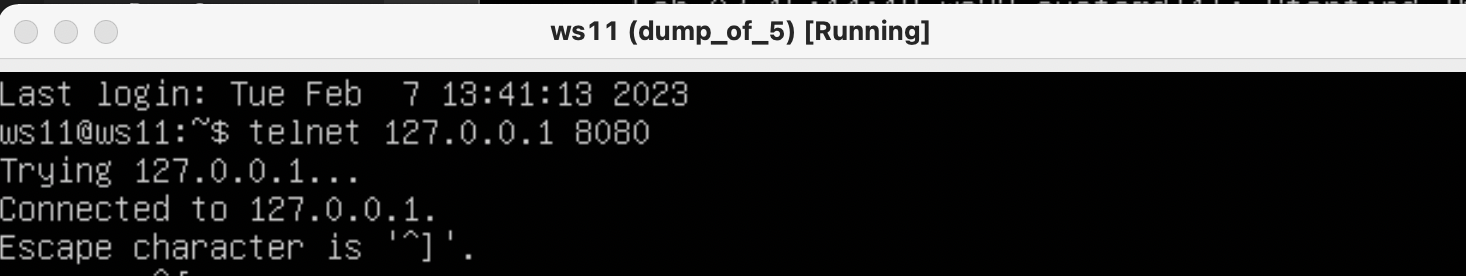 ws11 (dump_of_5) [Running]
Last login: Tue Feb  7 13:41:13 2023
ws11@ws11:~$ telnet 127.0.0.1 8080
Trying 127.0.0.1...
Connected to 127.0.0.1.
Escape character is '^]'.